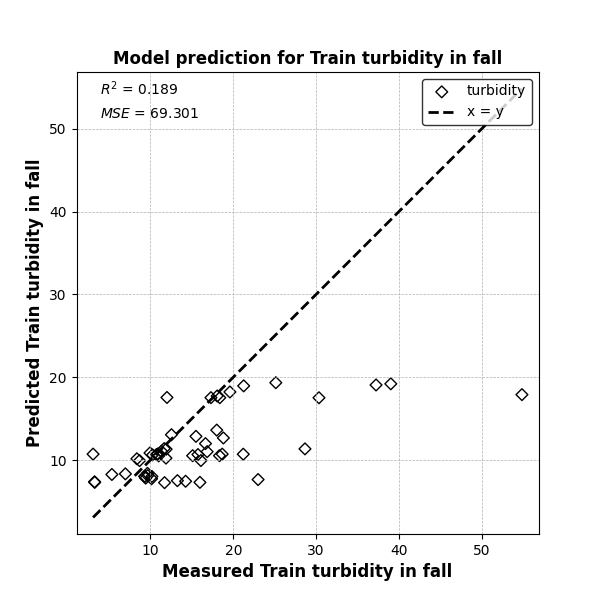 Model prediction for Train turbidity in fall
R² = 0.189
MSE = 69.301
turbidity
x = y
50
40
30
20
10
Predicted Train turbidity in fall
10 20 30 40 50
Measured Train turbidity in fall